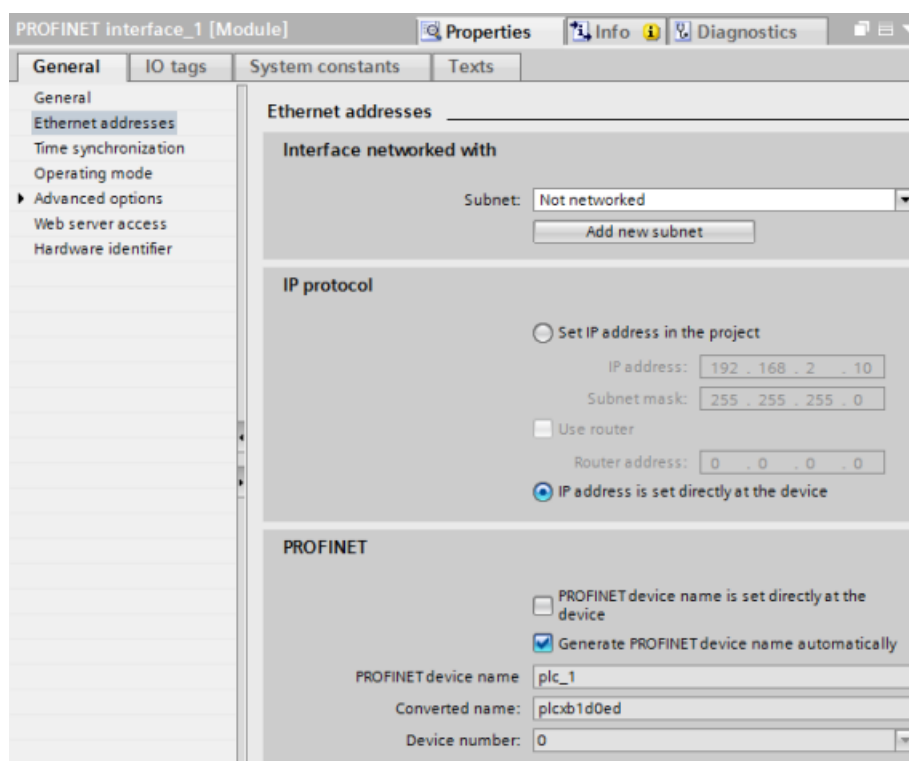 PROFINET interface_1 [Module]
Properties
Info
Diagnostics
General
IO tags
System constants
Texts
General
Ethernet addresses
Time synchronization
Operating mode
Advanced options
Web server access
Hardware identifier
Ethernet addresses
Interface networked with
Subnet: Not networked
Add new subnet
IP protocol
Set IP address in the project
IP address: 192 . 168 . 2 . 10
Subnet mask: 255 . 255 . 255 . 0
Use router
Router address: 0 . 0 . 0 . 0
IP address is set directly at the device
PROFINET
PROFINET device name is set directly at the
device
Generate PROFINET device name automatically
PROFINET device name plc_1
Converted name: plcxb1d0ed
Device number: 0